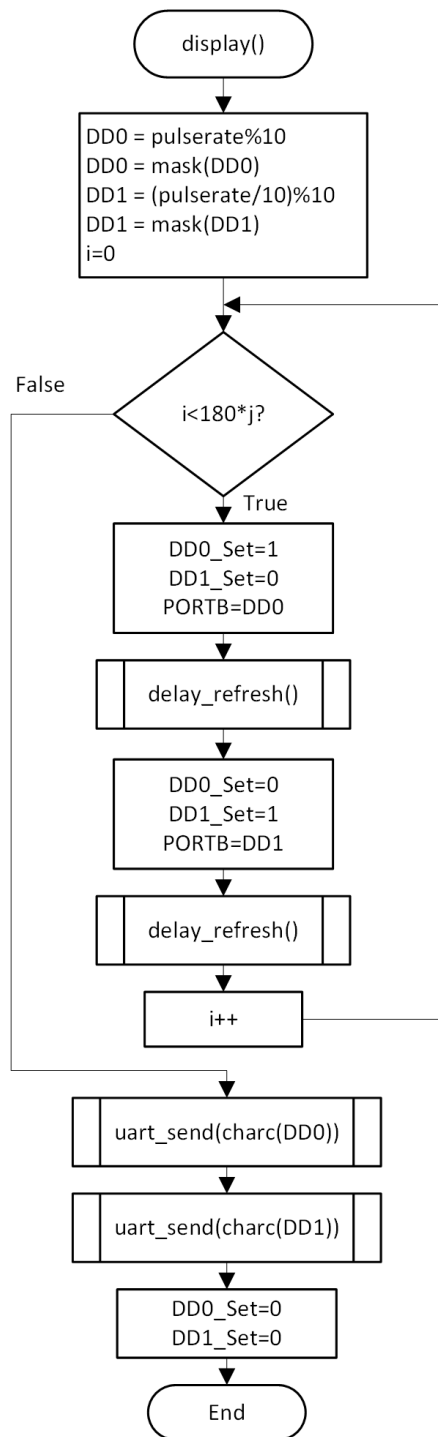 display()
DD0 = pulserate%10
DD0 = mask(DD0)
DD1 = (pulserate/10)%10
DD1 = mask(DD1)
i=0
False
i<180*j?
True
DD0_Set=1
DD1_Set=0
PORTB=DD0
delay_refresh()
DD0_Set=0
DD1_Set=1
PORTB=DD1
delay_refresh()
i++
uart_send(charc(DD0))
uart_send(charc(DD1))
DD0_Set=0
DD1_Set=0
End